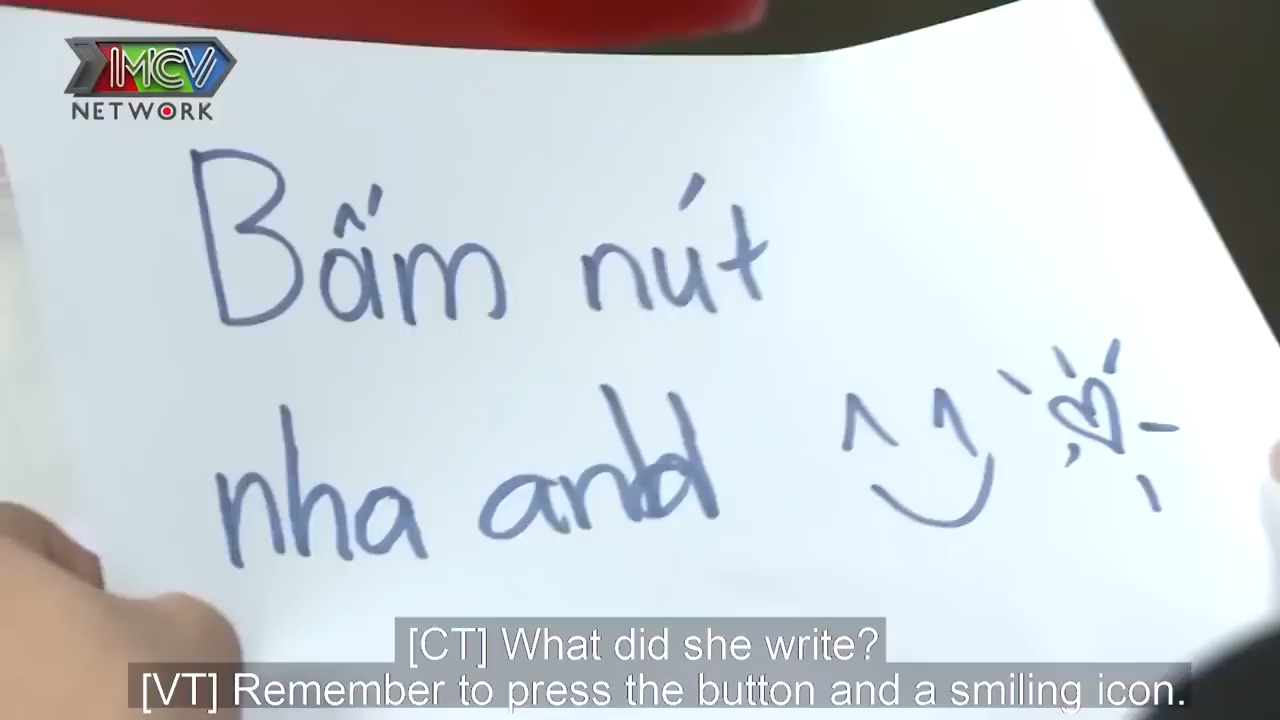 MCV
NETWORK
Bấm nút
nha anh
[CT] What did she write?
[VT] Remember to press the button and a smiling icon.